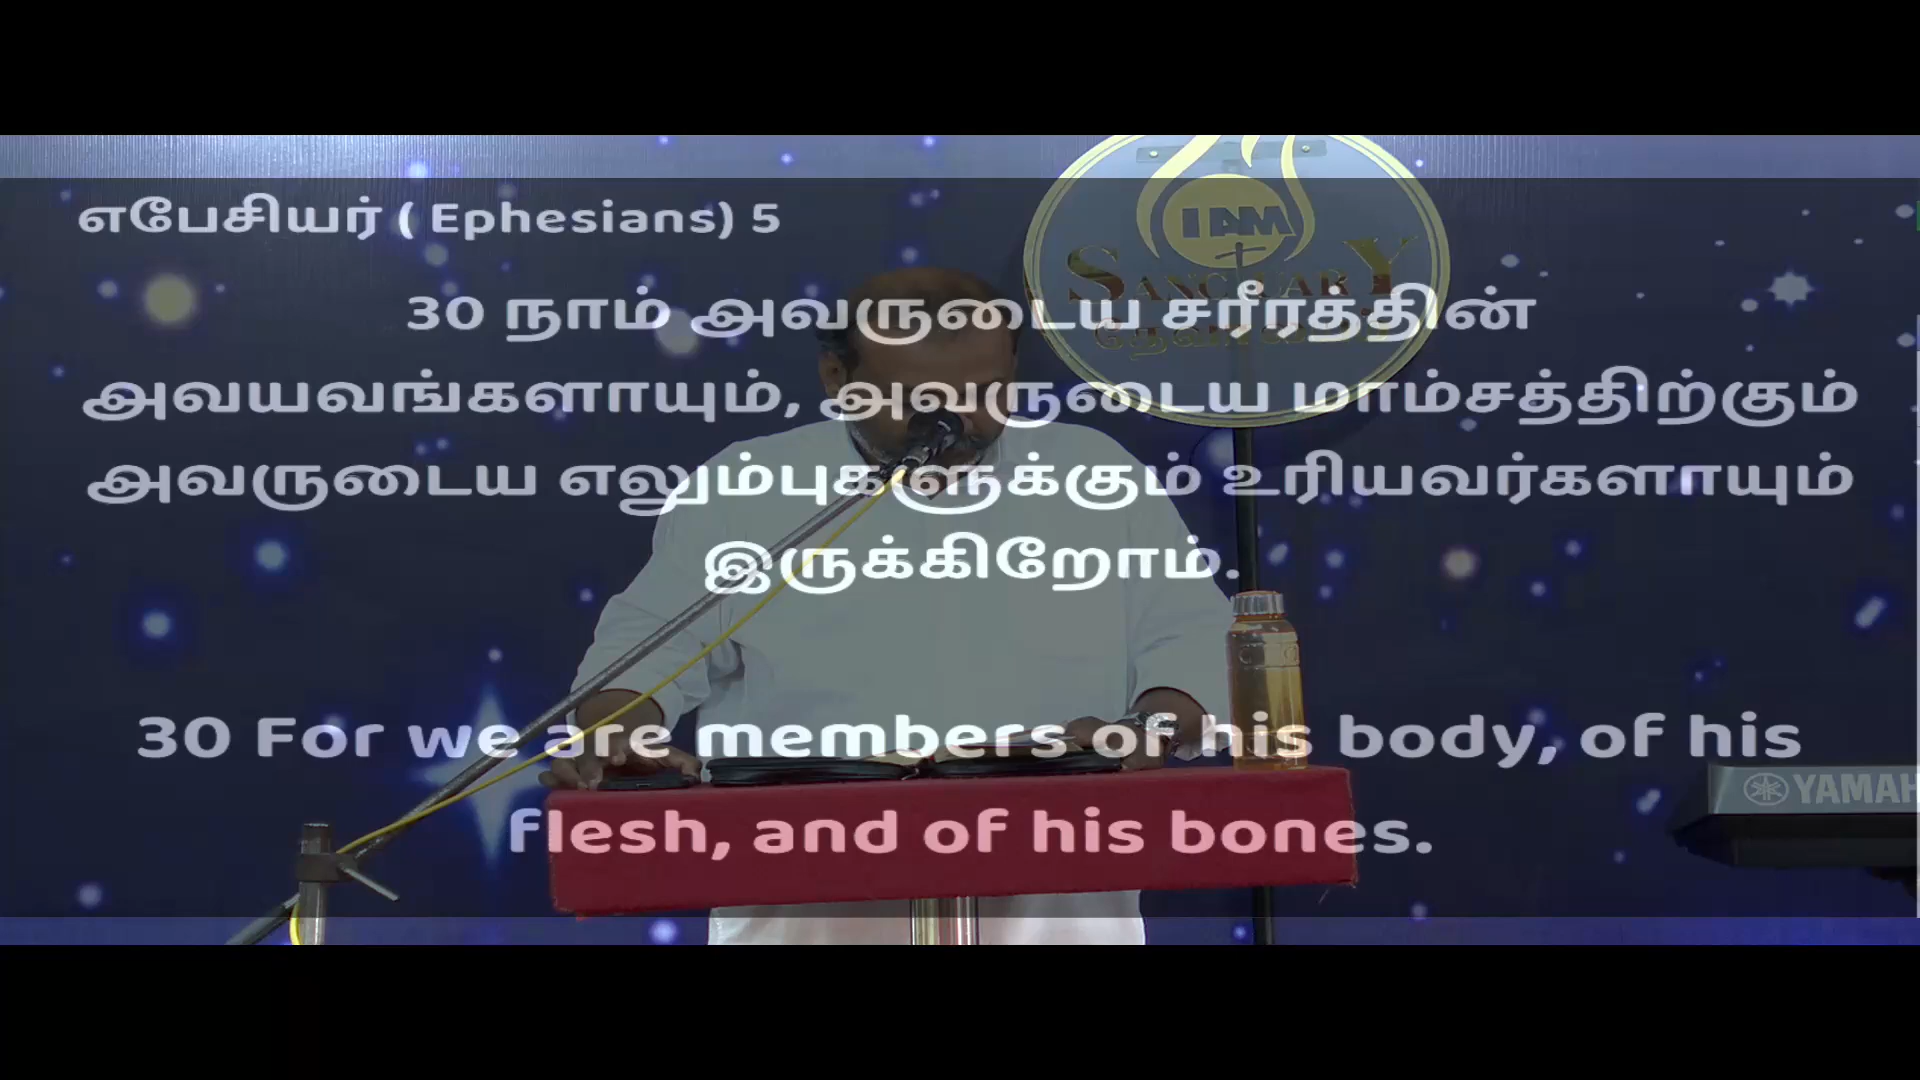 எபேசியர் ( Ephesians) 5
I AM
SANCTUARY
30 நாம் அவருடைய சரீரத்தின்
அவயவங்களாயும், அவருடைய மாம்சத்திற்கும்
அவருடைய எலும்புகளுக்கும் உரியவர்களாயும்
இருக்கிறோம்.
30 For we are members of his body, of his
flesh, and of his bones.
YAMAH